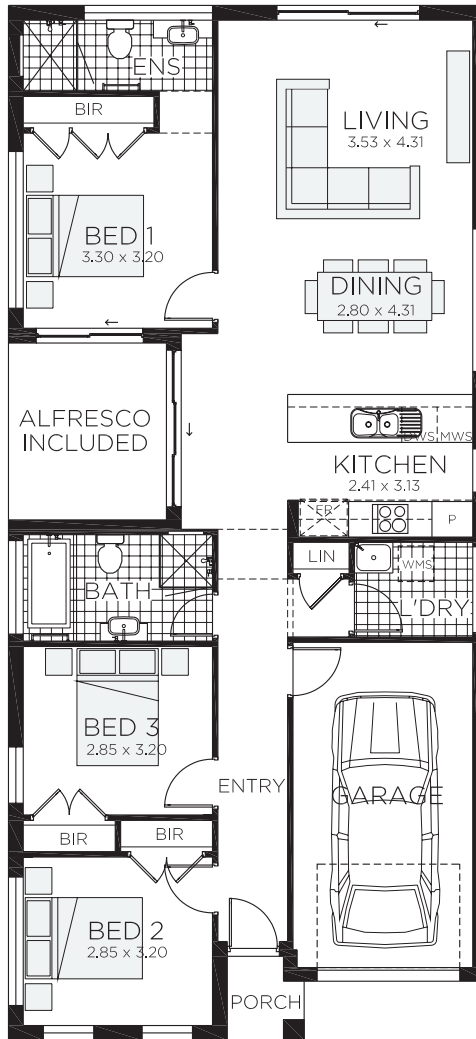 ENS
BIR
LIVING
3.53 x 4.31
BED 1
3.30 x 3.20
DINING
2.80 x 4.31
ALFRESCO
INCLUDED
DWS MWS
KITCHEN
2.41 x 3.13
FR
P
LIN
WMS
BATH
L'DRY
BED 3
2.85 x 3.20
ENTRY
GARAGE
BIR
BIR
BED 2
2.85 x 3.20
PORCH